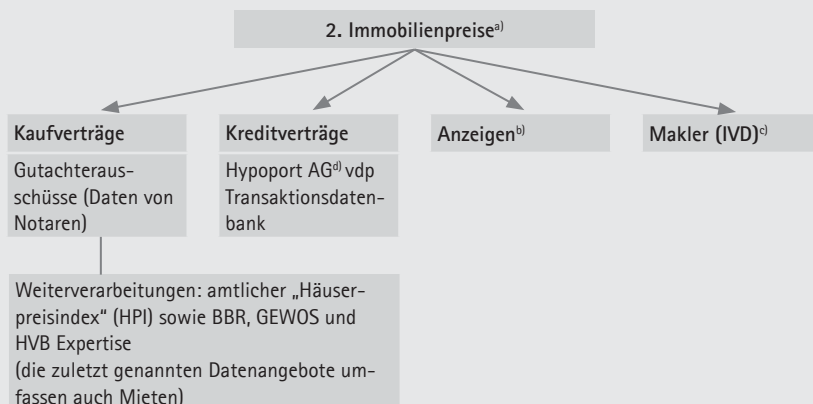 2. Immobilienpreise a)
Kaufverträge
Gutachteraus-
schüsse (Daten von
Notaren)
Kreditverträge
Hypoport AG d) vdp
Transaktionsdaten-
bank
Anzeigen b)
Makler (IVD) c)
Weiterverarbeitungen: amtlicher „Häuser-
preisindex“ (HPI) sowie BBR, GEWOS und
HVB Expertise
(die zuletzt genannten Datenangebote um-
fassen auch Mieten)